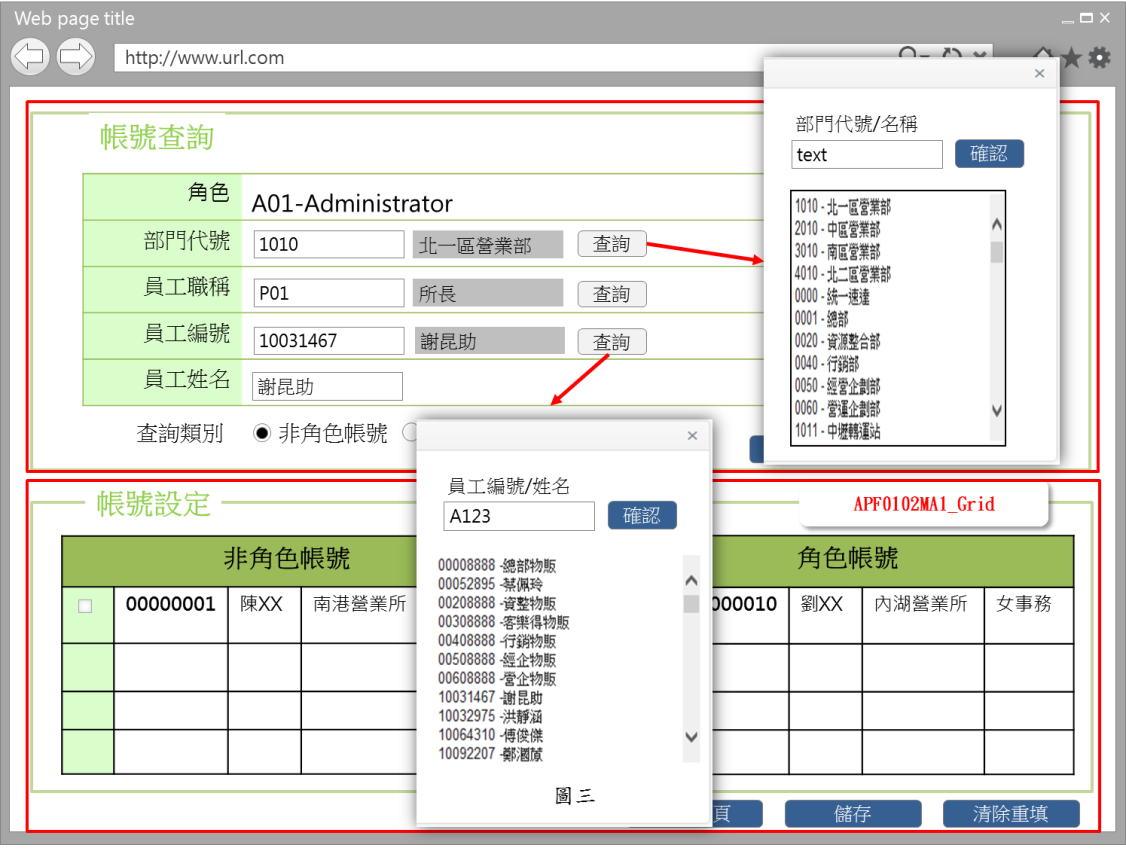 Web page title
http://www.url.com
帳號查詢
角色 A01-Administrator
部門代號 1010 北一區營業部 查詢
員工職稱 P01 所長 查詢
員工編號 10031467 謝昆助 查詢
員工姓名 謝昆助
查詢類別 非角色帳號
部門代號/名稱
text 確認
1010 - 北一區營業部
2010 - 中區營業部
3010 - 南區營業部
4010 - 北二區營業部
0000 - 統一速達
0001 - 總部
0020 - 資源整合部
0040 - 行銷部
0050 - 經營企劃部
0060 - 營運企劃部
1011 - 中壢轉運站
員工編號/姓名
A123 確認
00008888 -總部物販
00052895 -蔡佩玲
00208888 -資整物販
00308888 -客樂得物販
00408888 -行銷物販
00508888 -經企物販
00608888 -營企物販
10031467 -謝昆助
10032975 -洪靜涵
10064310 -傅俊傑
10092207 -鄭
圖三
帳號設定
APF0102MA1_Grid
非角色帳號 角色帳號
00000001 陳XX 南港營業所 000010 劉XX 內湖營業所 女事務
頁 儲存 清除重填